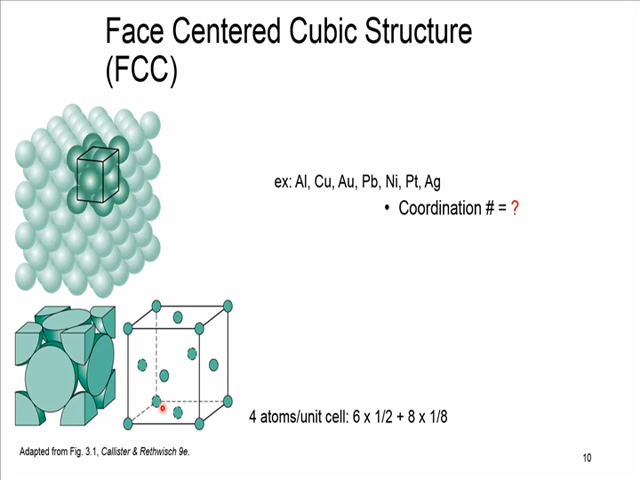 Face Centered Cubic Structure
(FCC)
ex: Al, Cu, Au, Pb, Ni, Pt, Ag
• Coordination # = ?
4 atoms/unit cell: 6 x 1/2 + 8 x 1/8
Adapted from Fig. 3.1, Callister & Rethwisch 9e.
10